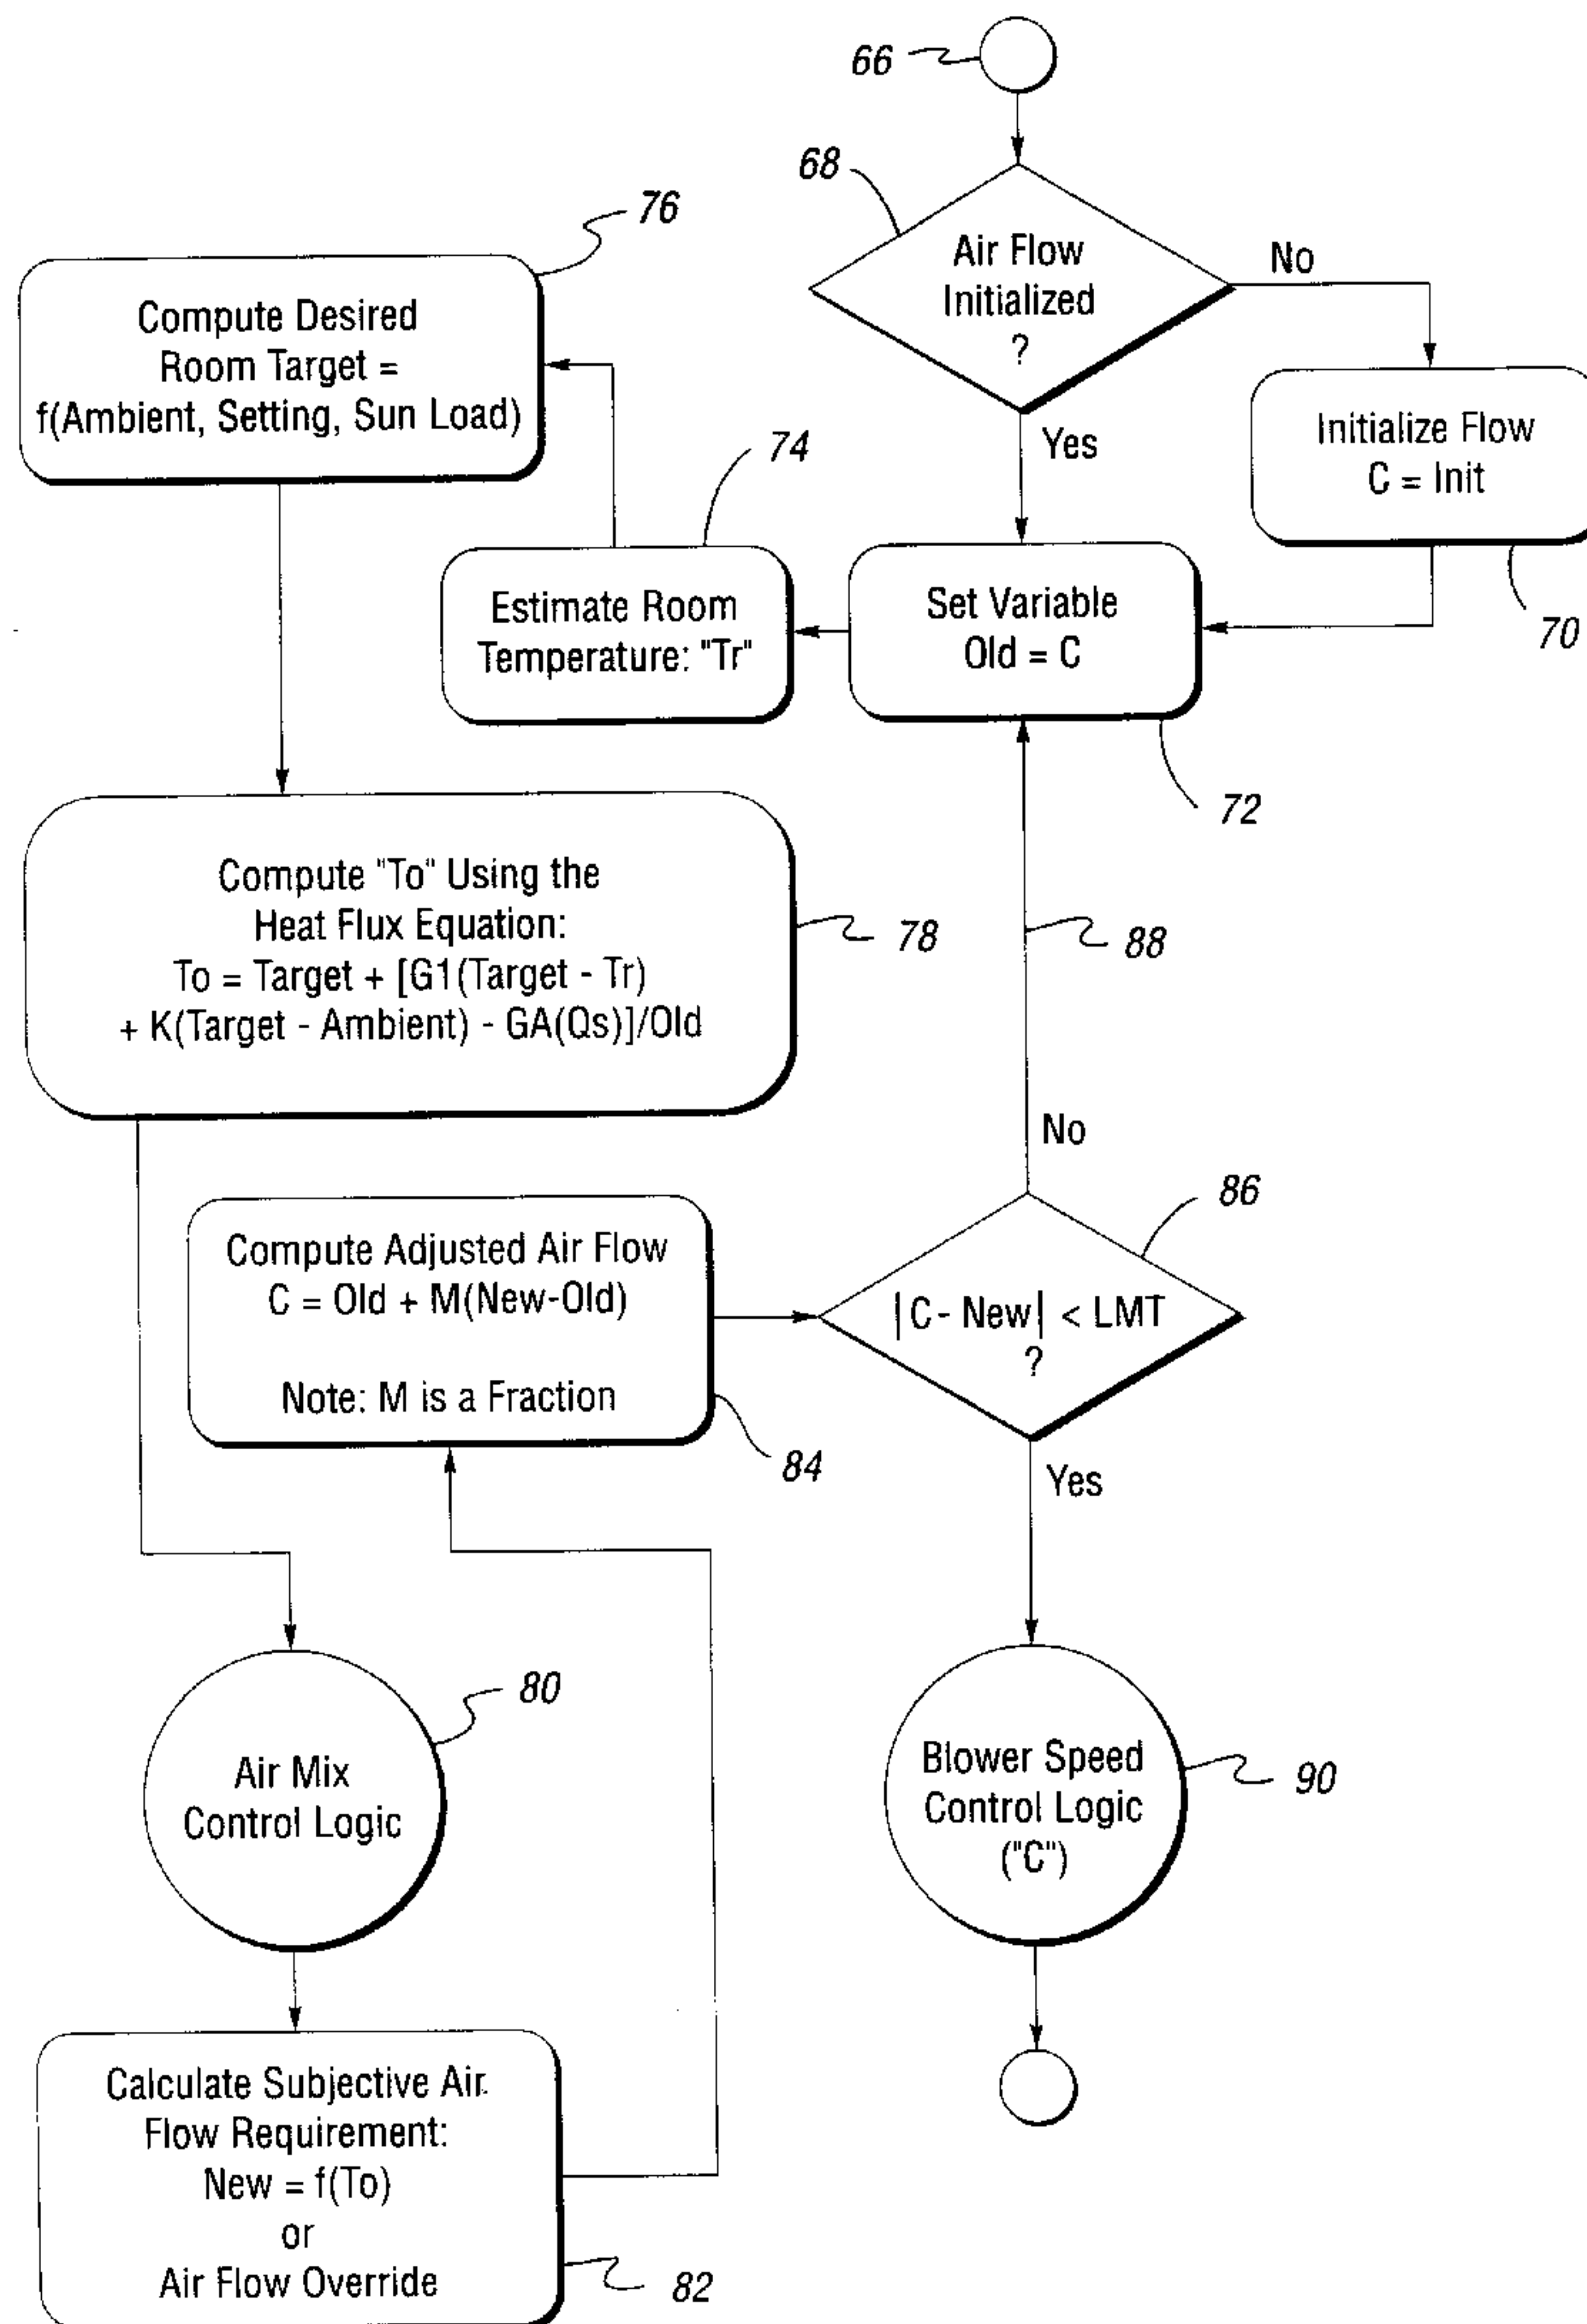 66
68
Air Flow
Initialized
?
No
Yes
Initialize Flow
C = Init
70
Set Variable
Old = C
72
Estimate Room
Temperature: "Tr"
74
76
Compute Desired
Room Target =
f(Ambient, Setting, Sun Load)
Compute "To" Using the
Heat Flux Equation:
To = Target + [G1(Target - Tr)
+ K(Target - Ambient) - GA(Qs)]/Old
78
80
Air Mix
Control Logic
Calculate Subjective Air
Flow Requirement:
New = f(To)
or
Air Flow Override
82
Compute Adjusted Air Flow
C = Old + M(New-Old)
Note: M is a Fraction
84
86
|C - New| < LMT
?
No
88
Yes
Blower Speed
Control Logic
("C")
90